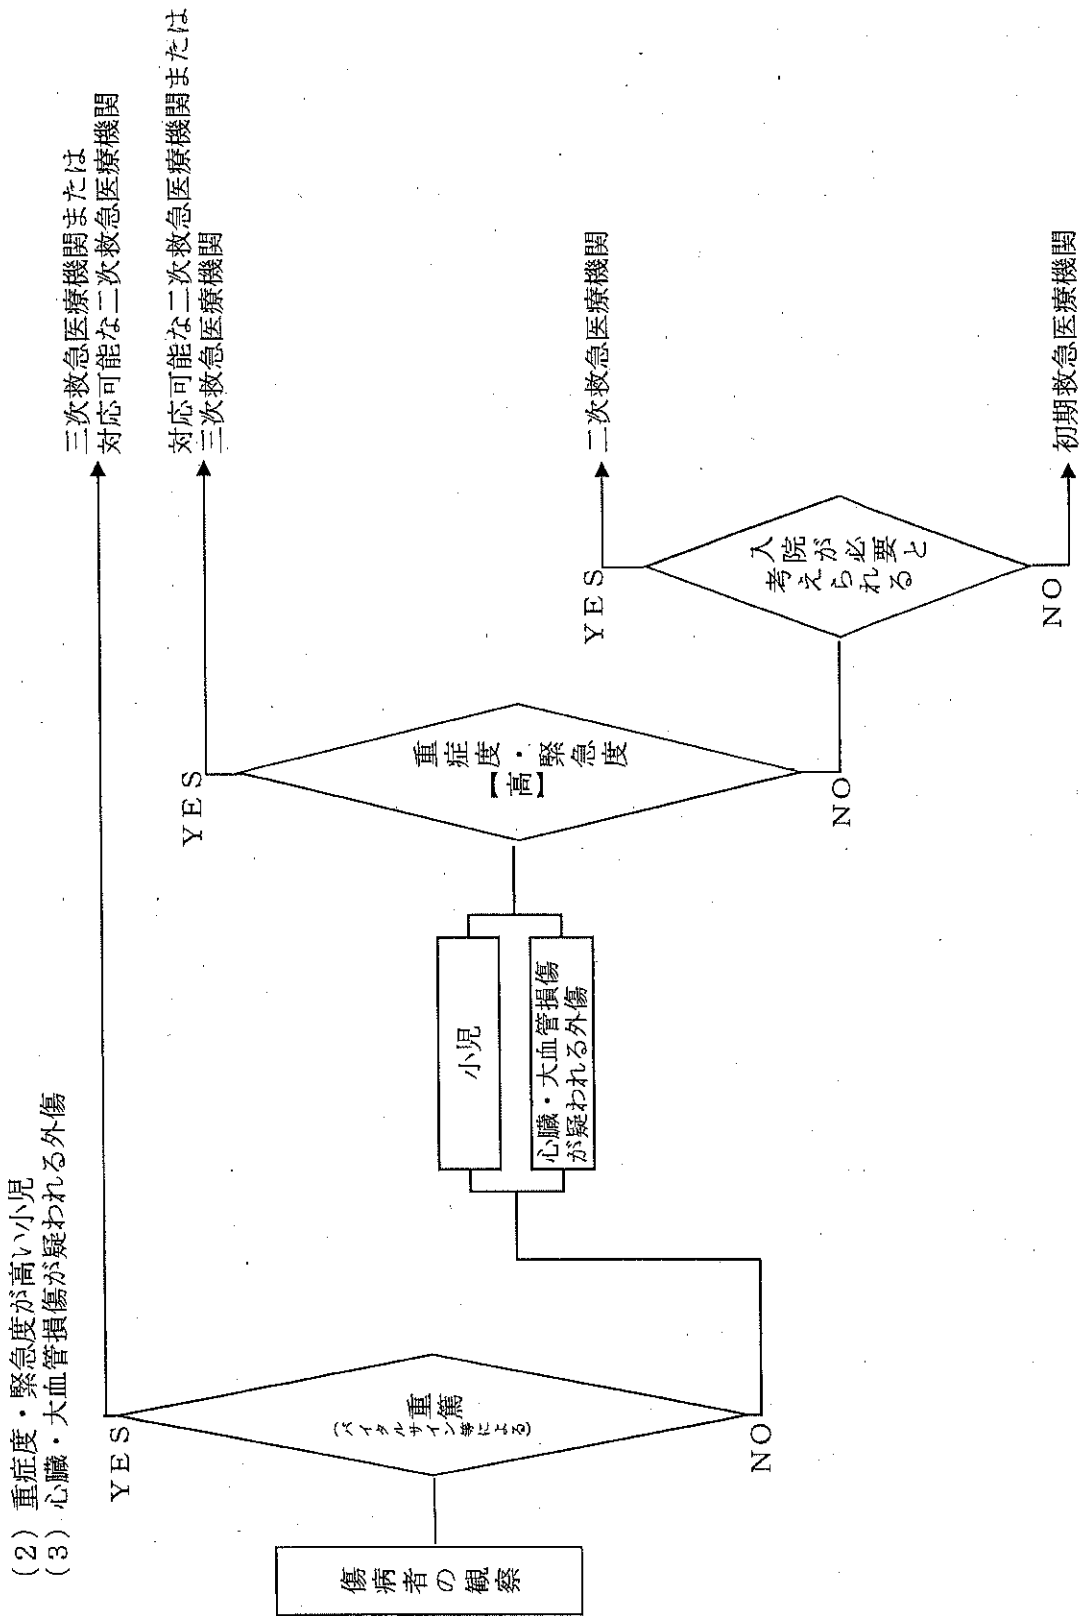 (2) 重症度・緊急度が高い小児
(3) 心臓・大血管損傷が疑われる外傷
傷病者の観察
重篤
(バイタルサイン等による)
YES
三次救急医療機関または
対応可能な二次救急医療機関
NO
小児
心臓・大血管損傷
が疑われる外傷
重症度・緊急度
【高】
YES
対応可能な二次救急医療機関または
三次救急医療機関
NO
入院が必要と
考えられる
YES
二次救急医療機関
NO
初期救急医療機関